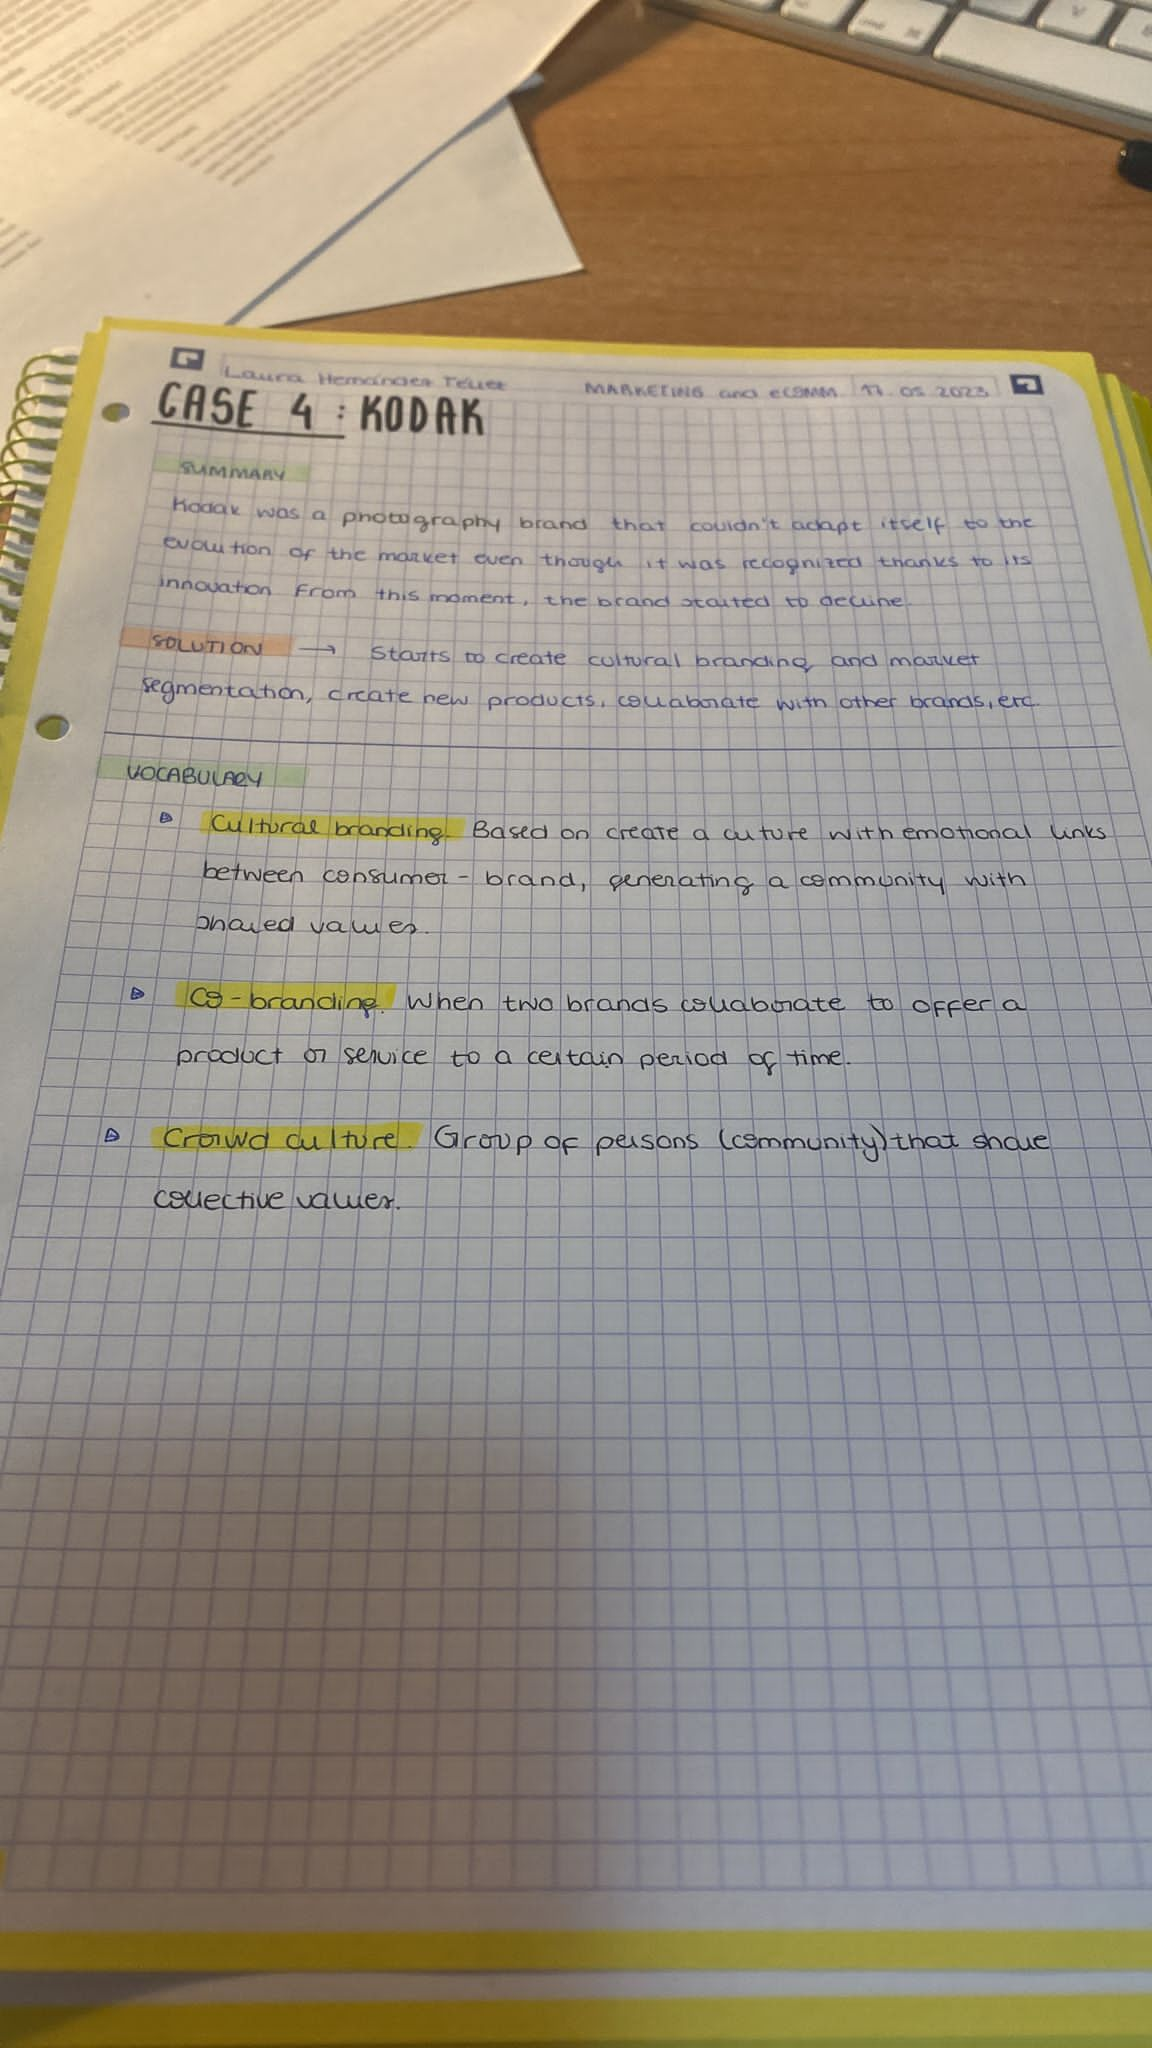 Laura Hernández Téllez MARKETING and eCOMM 17.05.2023
CASE 4: KODAK
SUMMARY
Kodak was a photography brand that couldn't adapt itself to the
evolution of the market even though it was recognized thanks to its
innovation From this moment, the brand started to decline.
SOLUTION → Starts to create cultural branding and market
segmentation, create new products, collaborate with other brands, etc.
VOCABULARY
Cultural branding. Based on create a culture with emotional links
between consumer - brand, generating a community with
shared values.
Co-branding. When two brands collaborate to offer a
product or service to a certain period of time.
Crowd culture. Group of persons (community) that share
collective values.